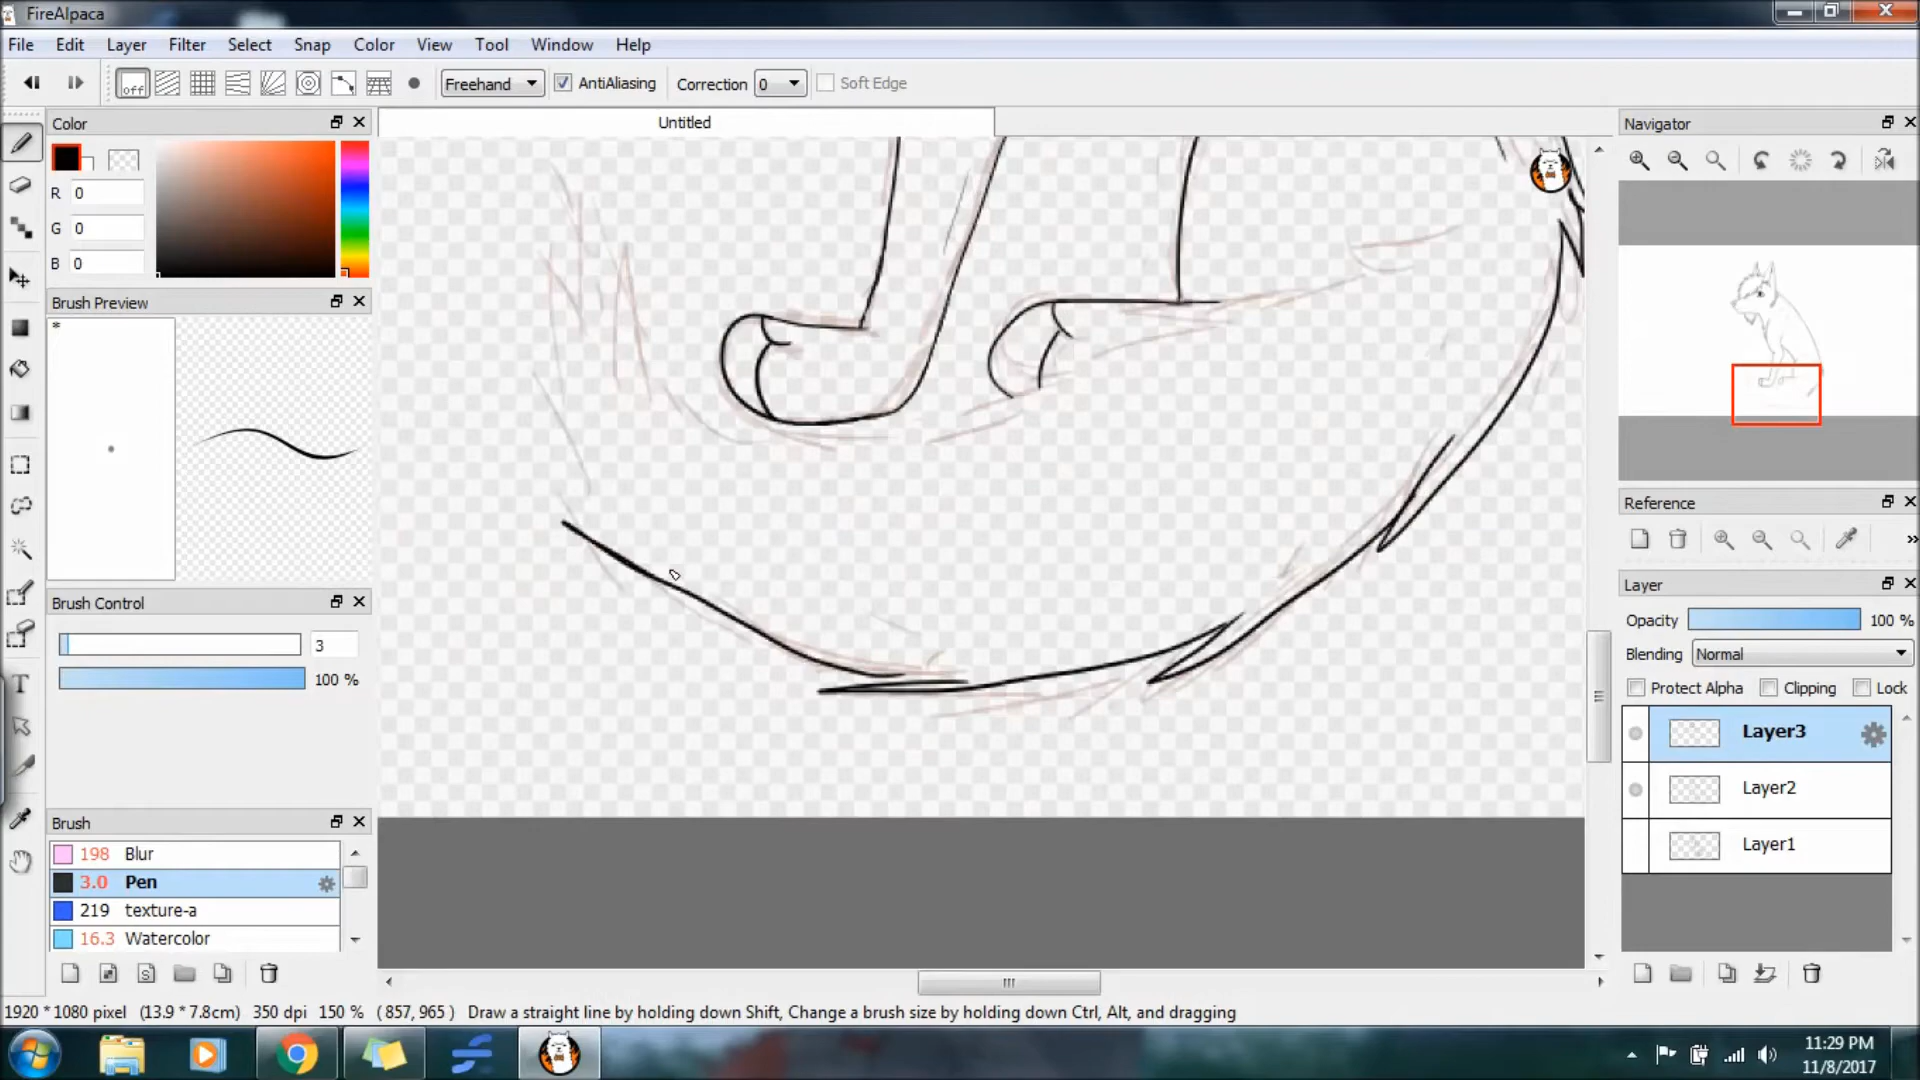 FireAlpaca
File Edit Layer Filter Select Snap Color View Tool Window Help
off Freehand AntiAliasing Correction 0 Soft Edge
Color
Untitled
Navigator
R 0
G 0
B 0
Brush Preview
*
Reference
»
Layer
Brush Control
Opacity 100 %
3
Blending Normal
100 %
Protect Alpha Clipping Lock
Layer3
T
Layer2
Brush
Layer1
198 Blur
3.0 Pen
219 texture-a
16.3 Watercolor
S
1920 * 1080 pixel (13.9 * 7.8cm) 350 dpi 150 % ( 857, 965 ) Draw a straight line by holding down Shift, Change a brush size by holding down Ctrl, Alt, and dragging
11:29 PM
11/8/2017